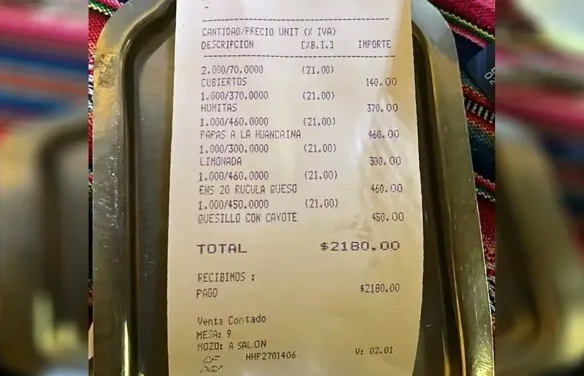 CANTIDAD/PRECIO UNIT (% IVA)
DESCRIPCION [%B.I.] IMPORTE
2.000/70.0000 (21.00)
CUBIERTOS 140.00
1.000/370.0000 (21.00)
HUMITAS 370.00
1.000/460.0000 (21.00)
PAPAS A LA HUANCAINA 460.00
1.000/300.0000 (21.00)
LIMONADA 300.00
1.000/460.0000 (21.00)
ENS 20 RUCULA QUESO 460.00
1.000/450.0000 (21.00)
QUESILLO CON CAYOTE 450.00
TOTAL $2180.00
RECIBIMOS :
PAGO $2180.00
Venta Contado
MESA: 9
MOZO: A SALON
HHP2701406 V: 02.01